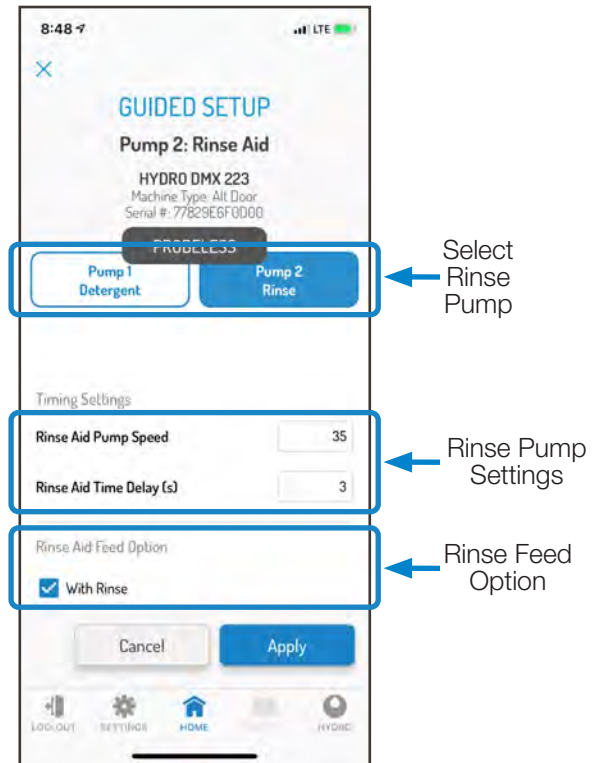 8:48
LTE
GUIDED SETUP
Pump 2: Rinse Aid
HYDRO DMX 223
Machine Type: Alt Door
Serial #: 77829E6F0D00
PROBELESS
Pump 1
Detergent
Pump 2
Rinse
Select
Rinse
Pump
Timing Settings
Rinse Aid Pump Speed
35
Rinse Aid Time Delay (s)
3
Rinse Pump
Settings
Rinse Aid Feed Option
With Rinse
Rinse Feed
Option
Cancel
Apply
LOG OUT
SETTINGS
HOME
HYDRO